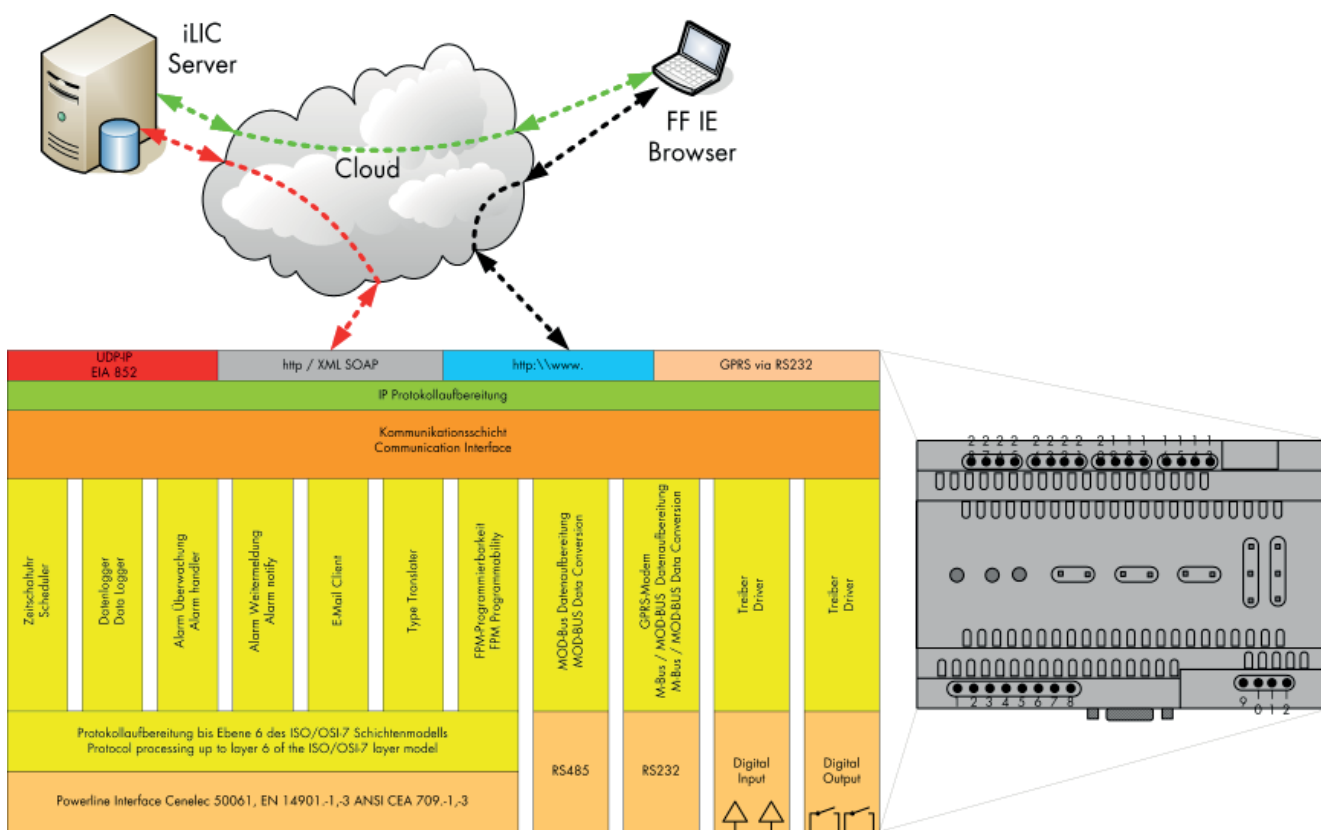 iLIC
Server
FF IE
Browser
Cloud
UDP-IP
EIA 852
http / XML SOAP
http:\\www.
GPRS via RS232
IP Protokollaufbereitung
Kommunikationsschicht
Communication Interface
Zeitschaltuhr
Scheduler
Datenlogger
Data Logger
Alarm Überwachung
Alarm handler
Alarm Weitermeldung
Alarm notify
E-Mail Client
Type Translater
FPM-Programmierbarkeit
FPM Programmability
MOD-Bus Datenaufbereitung
MOD-BUS Data Conversion
GPRS-Modem
M-Bus / MOD-BUS Datenaufbereitung
M-Bus / MOD-BUS Data Conversion
Treiber
Driver
Treiber
Driver
Protokollaufbereitung bis Ebene 6 des ISO/OSI-7 Schichtenmodells
Protocol processing up to layer 6 of the ISO/OSI-7 layer model
Powerline Interface Cenelec 50061, EN 14901.-1,-3 ANSI CEA 709.-1,-3
RS485
RS232
Digital
Input
Digital
Output
1 2 3 4 5 6 7 8
9
0 1 2